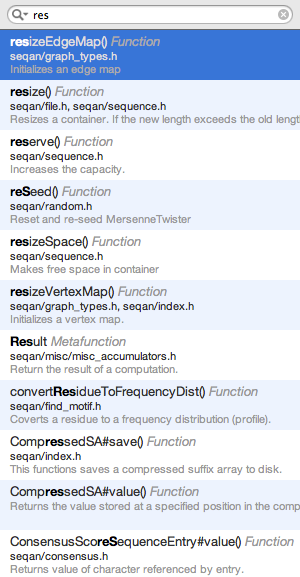 res
resizeEdgeMap() Function
seqan/graph_types.h
Initializes an edge map
resize() Function
seqan/file.h, seqan/sequence.h
Resizes a container. If the new length exceeds the old length
reserve() Function
seqan/sequence.h
Increases the capacity.
reSeed() Function
seqan/random.h
Reset and re-seed MersenneTwister
resizeSpace() Function
seqan/sequence.h
Makes free space in container
resizeVertexMap() Function
seqan/graph_types.h, seqan/index.h
Initializes a vertex map.
Result Metafunction
seqan/misc/misc_accumulators.h
Return the result of a computation.
convertResidueToFrequencyDist() Function
seqan/find_motif.h
Coverts a residue to a frequency distribution (profile).
CompressedSA#save() Function
seqan/index.h
This functions saves a compressed suffix array to disk.
CompressedSA#value() Function
Returns the value stored at a specified position in the comp
ConsensusScoreSequenceEntry#value() Function
seqan/consensus.h
Returns value of character referenced by entry.